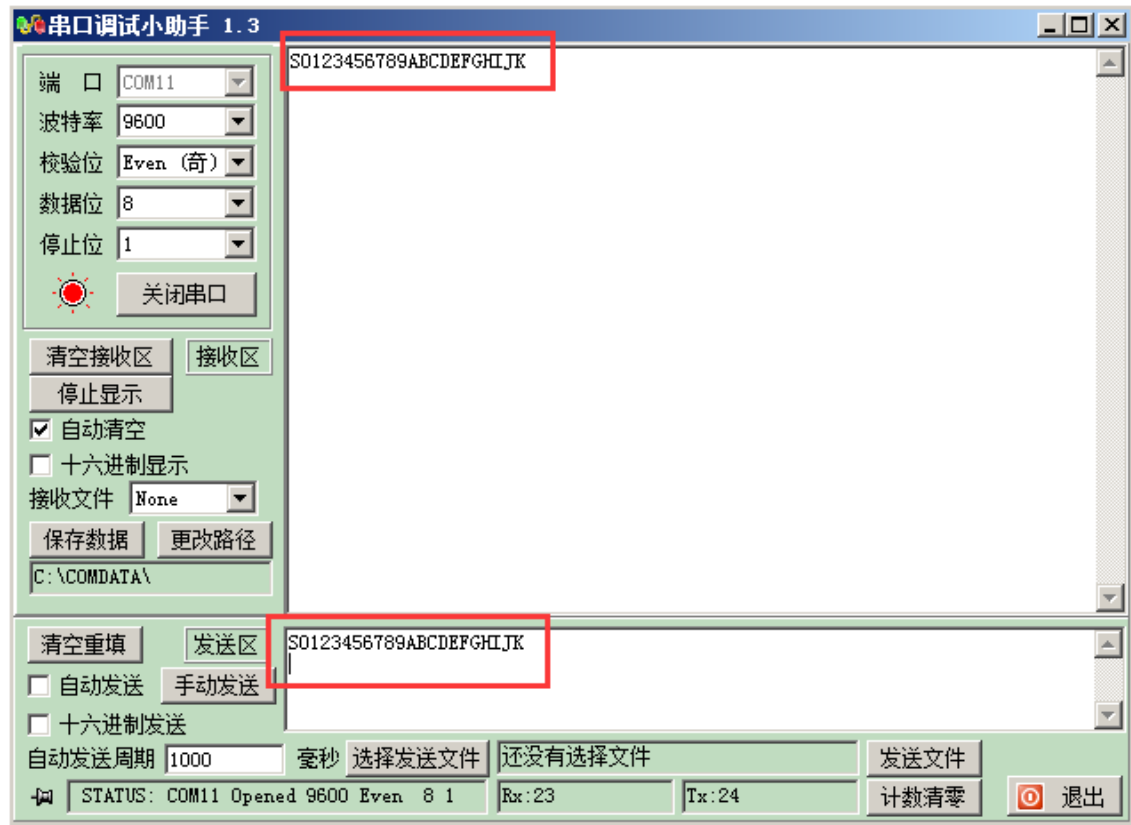 串口调试小助手 1.3
端 口 COM11
波特率 9600
校验位 Even (奇)
数据位 8
停止位 1
关闭串口
清空接收区 接收区
停止显示
自动清空
十六进制显示
接收文件 None
保存数据 更改路径
C:\COMDATA\
S0123456789ABCDEFGHIJK
清空重填 发送区
自动发送 手动发送
十六进制发送
S0123456789ABCDEFGHIJK
自动发送周期 1000 毫秒 选择发送文件 还没有选择文件 发送文件
STATUS: COM11 Opened 9600 Even 8 1 Rx:23 Tx:24 计数清零 退出